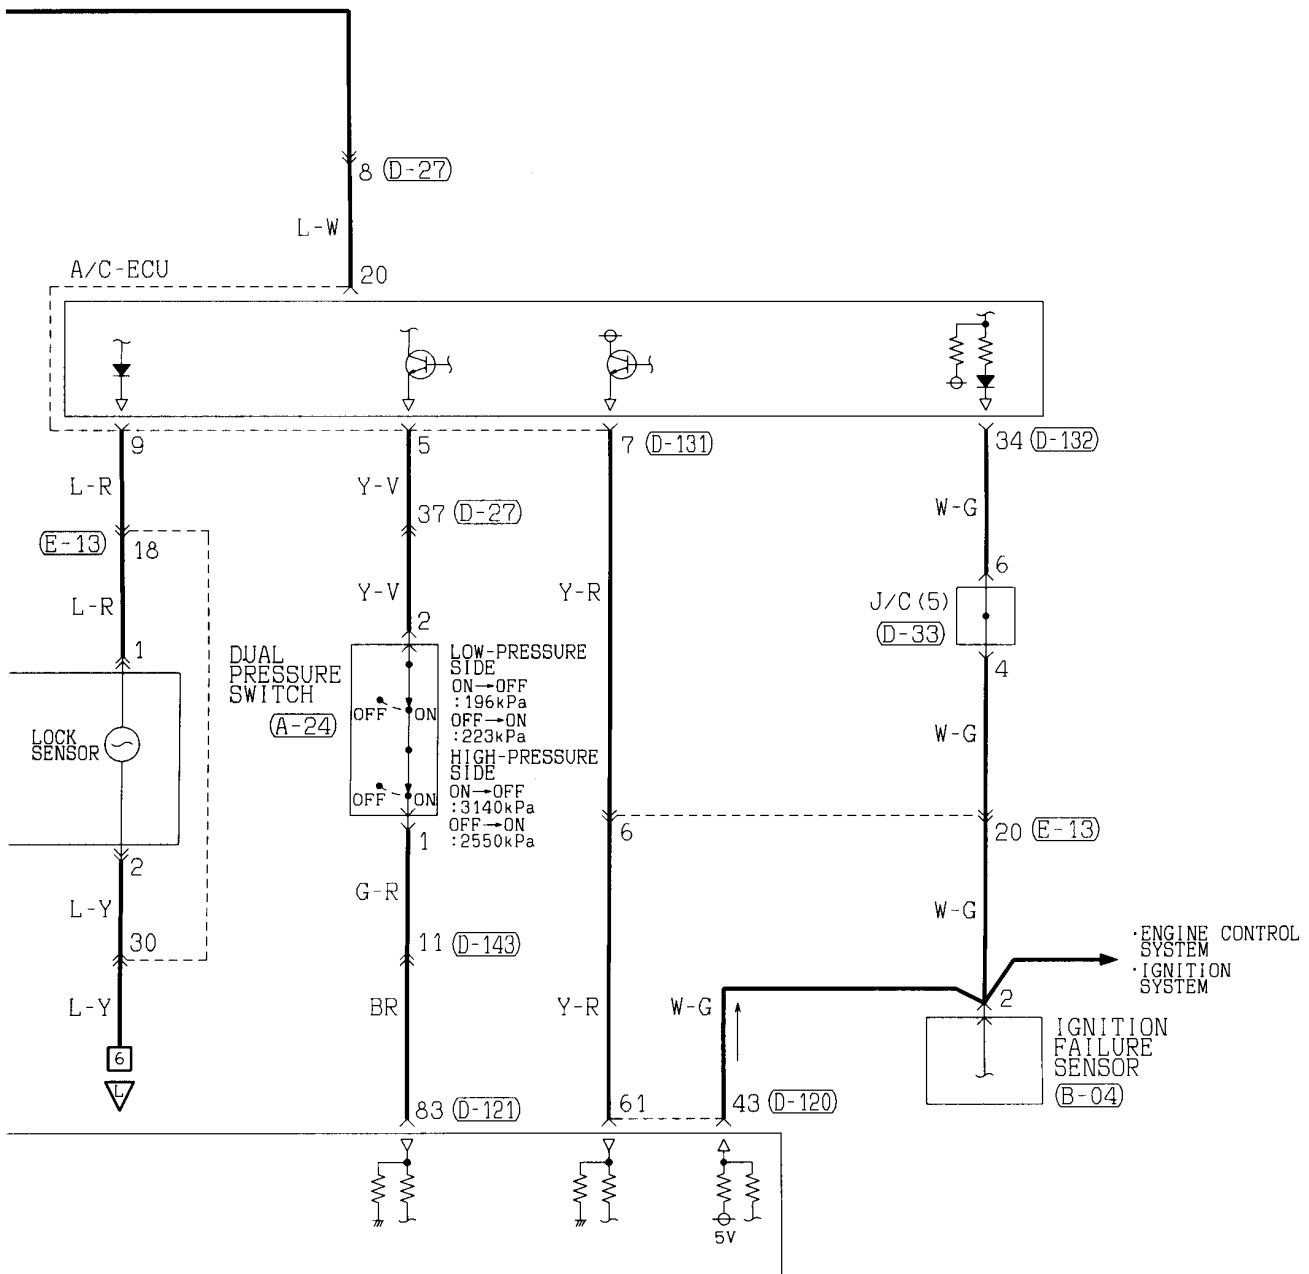 8 D-27
L-W
A/C-ECU
20
9
5
7 D-131
34 D-132
L-R
Y-V
W-G
37 D-27
E-13
18
6
L-R
Y-V
Y-R
J/C(5)
D-33
2
1
4
DUAL
PRESSURE
SWITCH
A-24
LOW-PRESSURE
SIDE
ON→OFF
:196kPa
OFF→ON
:223kPa
HIGH-PRESSURE
SIDE
ON→OFF
:3140kPa
OFF→ON
:2550kPa
OFF ON
OFF ON
LOCK
SENSOR
W-G
6
20 E-13
1
2
G-R
L-Y
W-G
30
11 D-143
·ENGINE CONTROL
SYSTEM
·IGNITION
SYSTEM
L-Y
BR
Y-R
W-G
2
IGNITION
FAILURE
SENSOR
B-04
6
L
83 D-121
61
43 D-120
5V